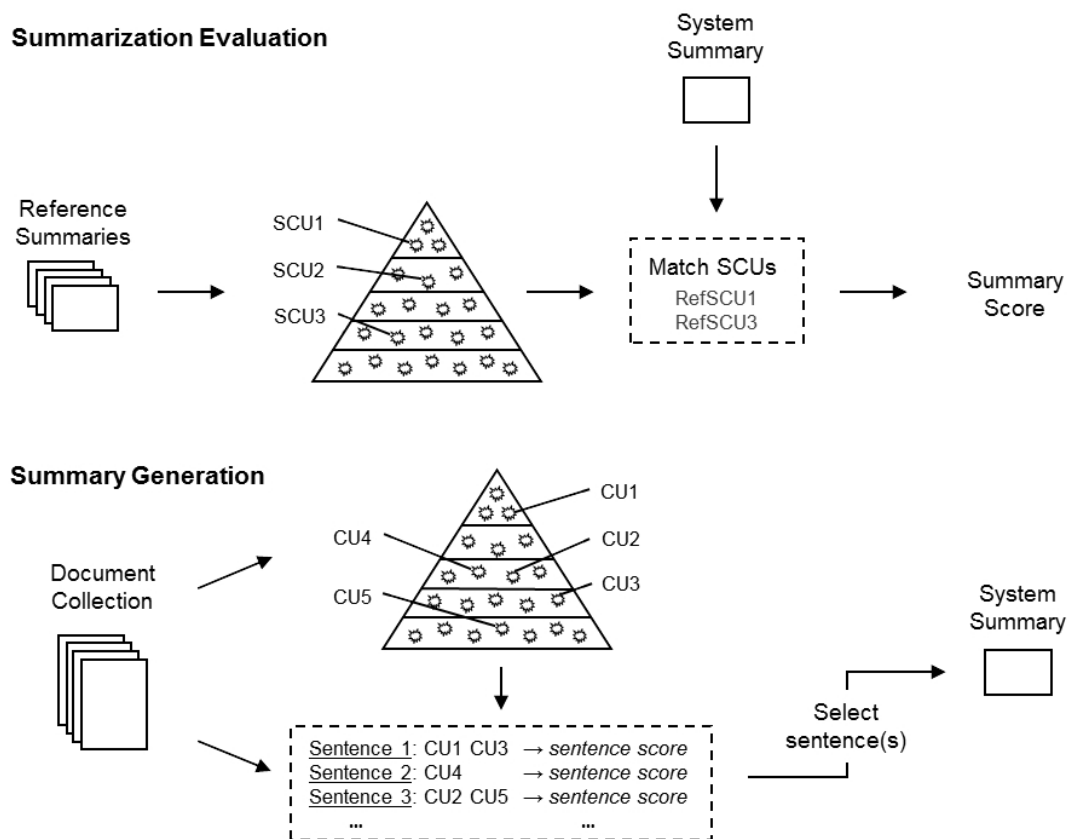 Summarization Evaluation
System
Summary
Reference
Summaries
SCU1
SCU2
SCU3
Match SCUs
RefSCU1
RefSCU3
Summary
Score
Summary Generation
Document
Collection
CU1
CU4
CU2
CU5
CU3
Sentence 1: CU1 CU3 → sentence score
Sentence 2: CU4 → sentence score
Sentence 3: CU2 CU5 → sentence score
... ...
Select
sentence(s)
System
Summary